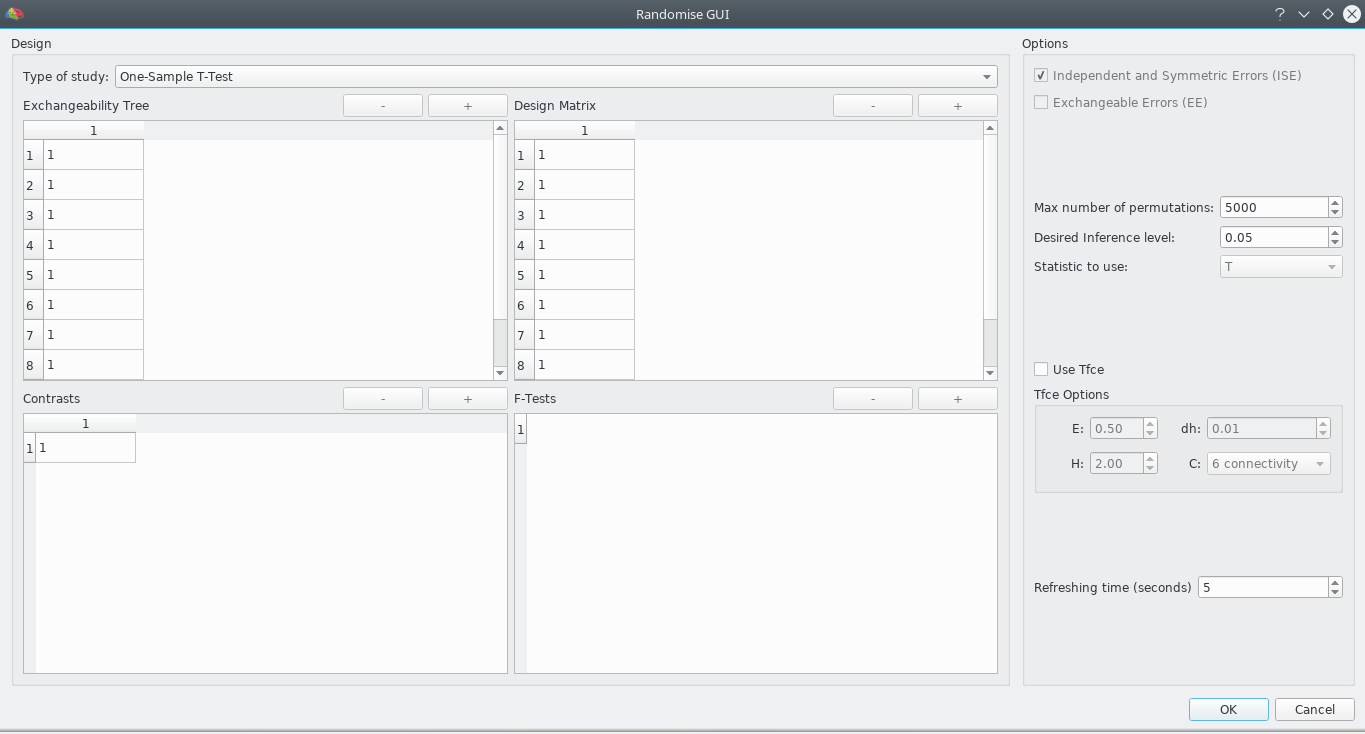 Randomise GUI
?
Design
Type of study: One-Sample T-Test
Exchangeability Tree
-
+
1
1 1
2 1
3 1
4 1
5 1
6 1
7 1
8 1
Design Matrix
-
+
1
1 1
2 1
3 1
4 1
5 1
6 1
7 1
8 1
Contrasts
-
+
1
1 1
F-Tests
-
+
1
Options
Independent and Symmetric Errors (ISE)
Exchangeable Errors (EE)
Max number of permutations: 5000
Desired Inference level: 0.05
Statistic to use: T
Use Tfce
Tfce Options
E: 0.50 dh: 0.01
H: 2.00 C: 6 connectivity
Refreshing time (seconds) 5
OK
Cancel